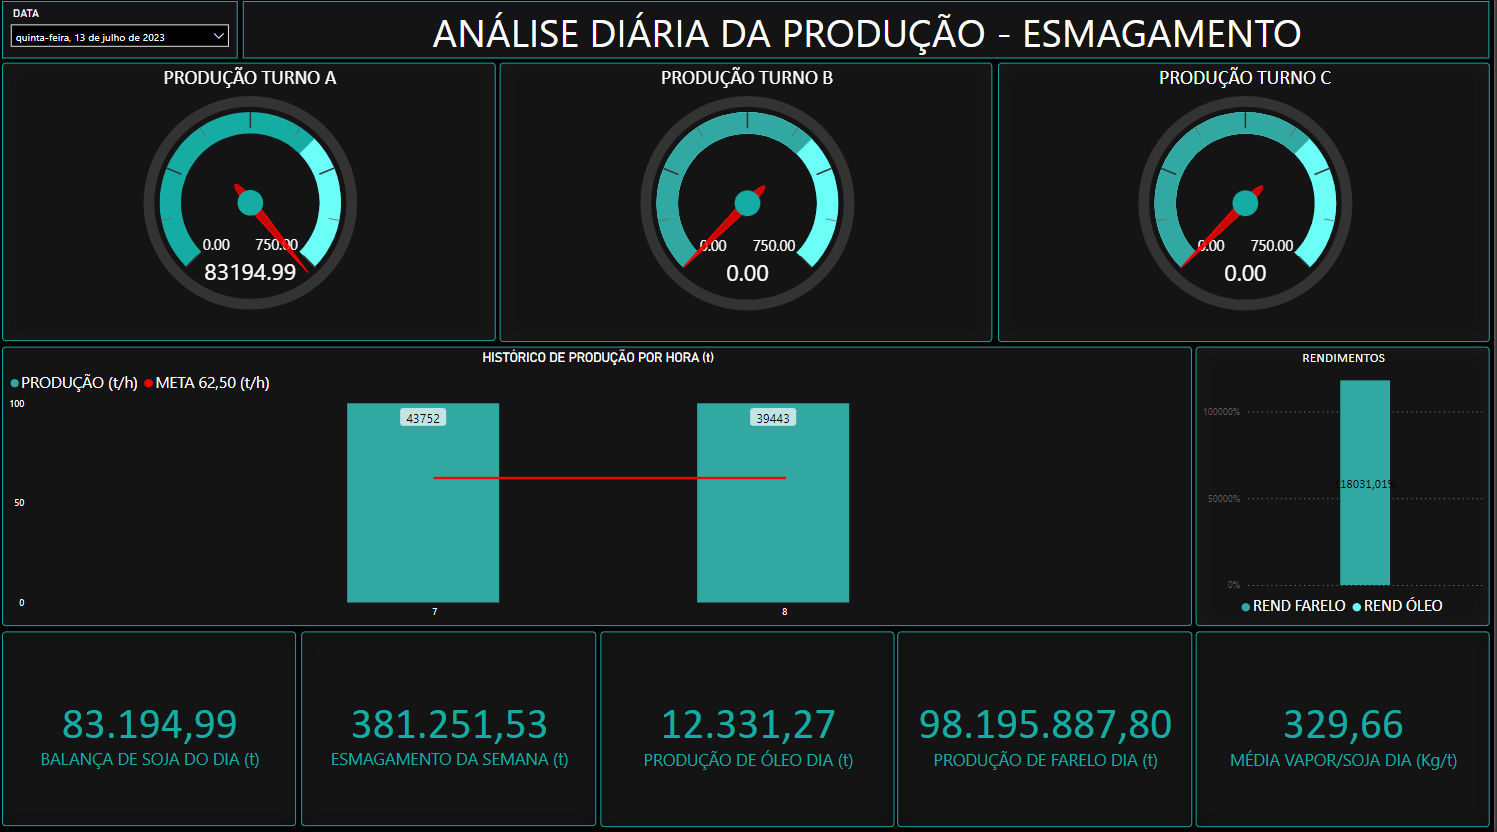 DATA
quinta-feira, 13 de julho de 2023
ANÁLISE DIÁRIA DA PRODUÇÃO - ESMAGAMENTO
PRODUÇÃO TURNO A
0.00 750.00
83194.99
PRODUÇÃO TURNO B
0.00 750.00
0.00
PRODUÇÃO TURNO C
0.00 750.00
0.00
HISTÓRICO DE PRODUÇÃO POR HORA (t)
PRODUÇÃO (t/h) META 62,50 (t/h)
100
50
0
43752
39443
7
8
RENDIMENTOS
100000%
50000%
0%
118031,01%
REND FARELO REND ÓLEO
83.194,99
BALANÇA DE SOJA DO DIA (t)
381.251,53
ESMAGAMENTO DA SEMANA (t)
12.331,27
PRODUÇÃO DE ÓLEO DIA (t)
98.195.887,80
PRODUÇÃO DE FARELO DIA (t)
329,66
MÉDIA VAPOR/SOJA DIA (Kg/t)